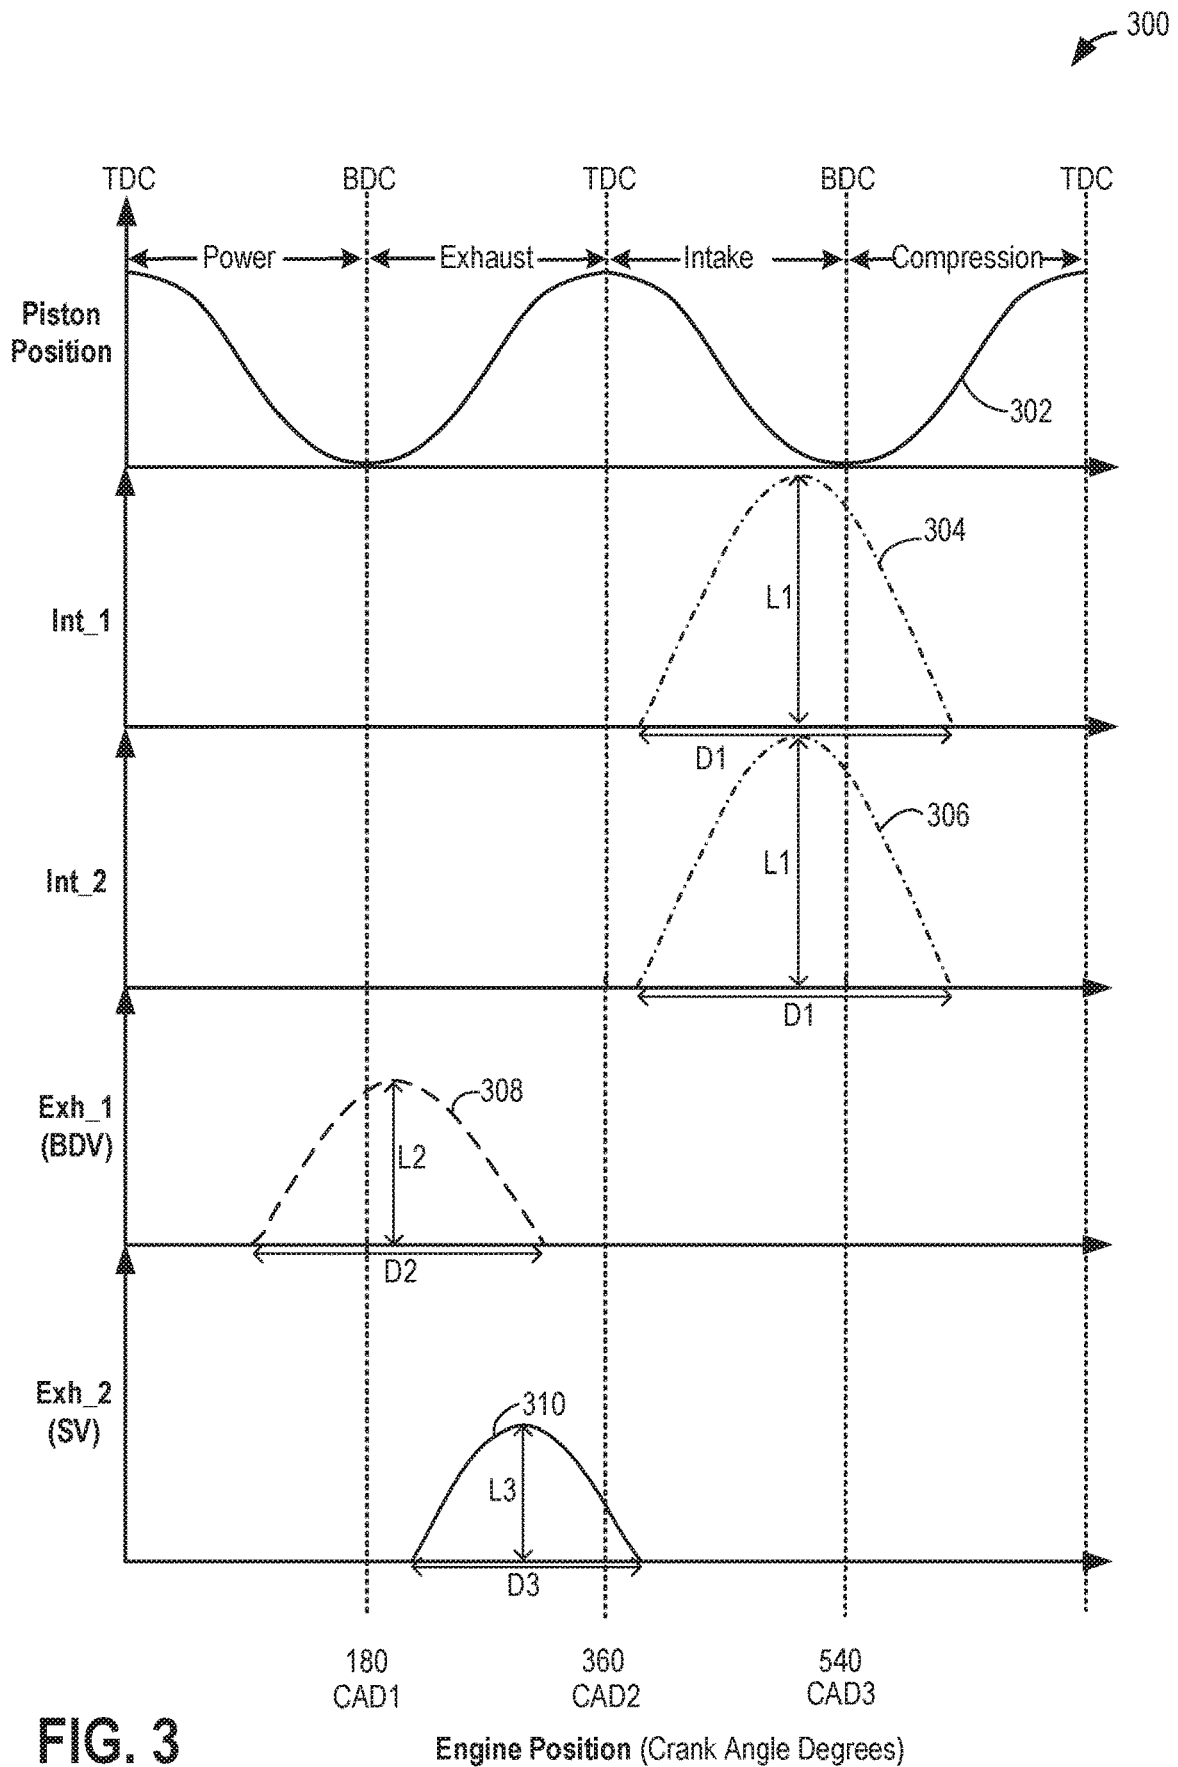 300
TDC BDC TDC BDC TDC
Power Exhaust Intake Compression
Piston
Position
302
304
L1
Int_1
D1
306
L1
Int_2
D1
308
Exh_1
(BDV)
L2
D2
Exh_2
(SV)
310
L3
D3
180 360 540
CAD1 CAD2 CAD3
FIG. 3
Engine Position (Crank Angle Degrees)